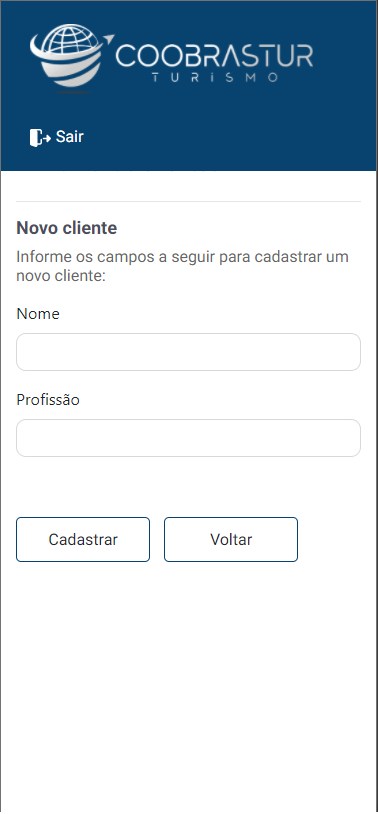 COOBRASTUR
TURISMO
Sair
Novo cliente
Informe os campos a seguir para cadastrar um
novo cliente:
Nome
Profissão
Cadastrar
Voltar